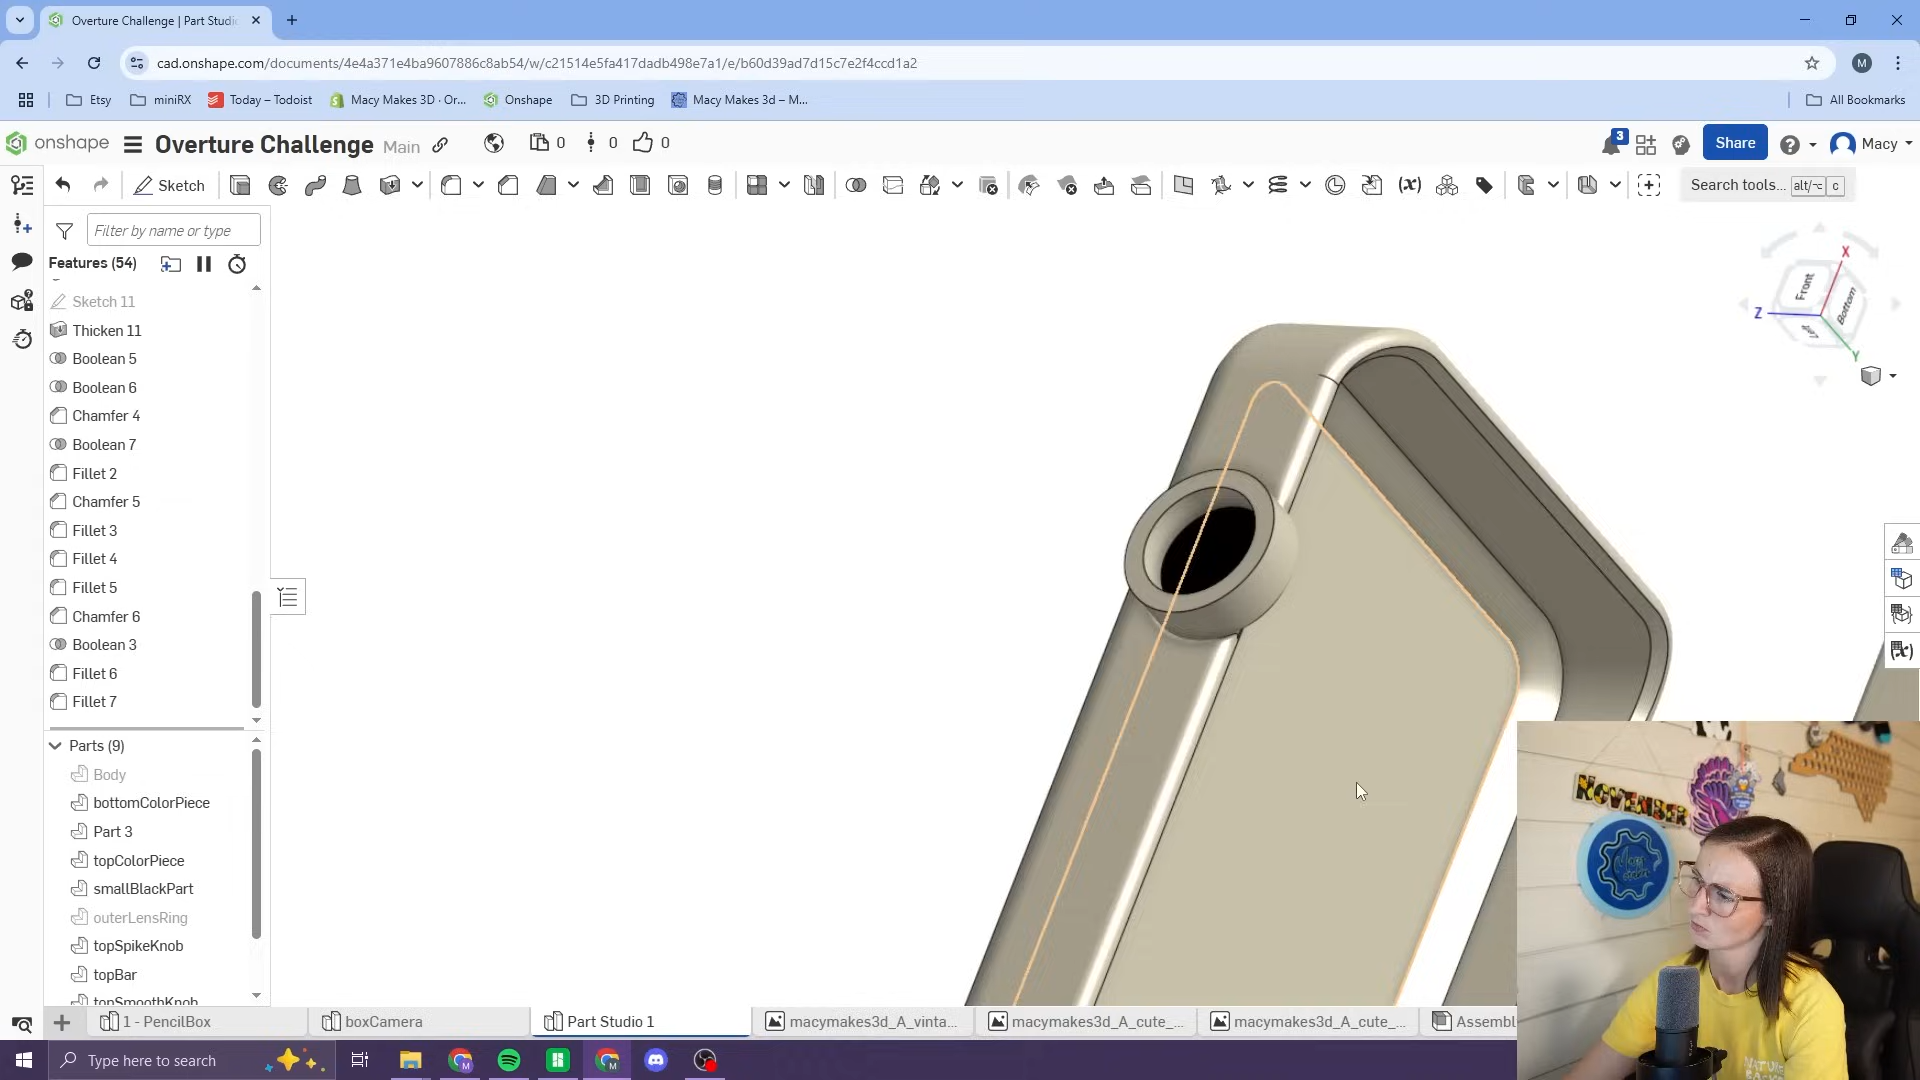 Overture Challenge | Part Studi
cad.onshape.com/documents/4e4a371e4ba9607886c8ab54/w/c21514e5fa417dadb498e7a1/e/b60d39ad7d15c7e2f4ccd1a2
M
Etsy
miniRX
Today – Todoist
Macy Makes 3D · Or...
Onshape
3D Printing
Macy Makes 3d – M...
All Bookmarks
onshape
Overture Challenge
Main
0
0
0
3
Share
Macy
Sketch
(x)
Search tools...
alt/⌥
c
Filter by name or type
Features (54)
Sketch 11
Thicken 11
Boolean 5
Boolean 6
Chamfer 4
Boolean 7
Fillet 2
Chamfer 5
Fillet 3
Fillet 4
Fillet 5
Chamfer 6
Boolean 3
Fillet 6
Fillet 7
Parts (9)
Body
bottomColorPiece
Part 3
topColorPiece
smallBlackPart
outerLensRing
topSpikeKnob
topBar
topSmoothKnob
X
Front
Bottom
Left
Z
Y
(x)
NOVEMBER
1 - PencilBox
boxCamera
Part Studio 1
macymakes3d_A_vinta...
macymakes3d_A_cute_...
macymakes3d_A_cute_...
Assembl
Type here to search